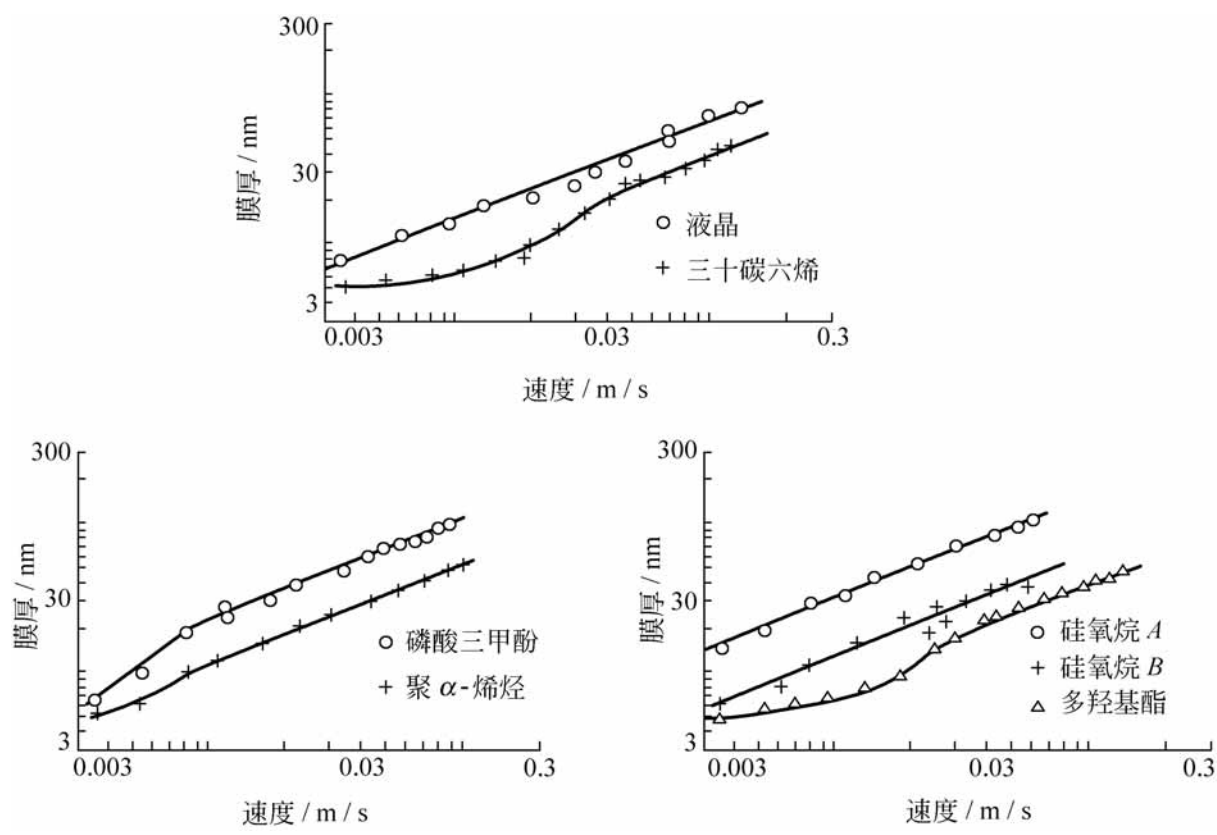 300
30
3
膜厚 / nm
液晶
三十碳六烯
0.003
0.03
0.3
速度 / m / s
300
30
3
膜厚 / nm
磷酸三甲酚
聚 α-烯烃
0.003
0.03
0.3
速度 / m / s
300
30
3
膜厚 / nm
硅氧烷 A
硅氧烷 B
多羟基酯
0.003
0.03
0.3
速度 / m / s